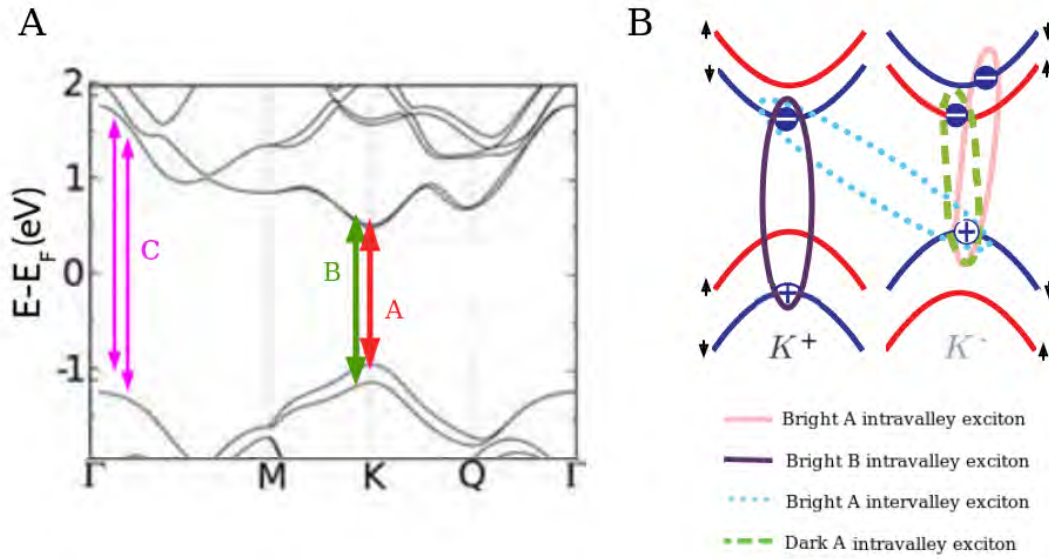 A
B
2
1
0
-1
E-E_F(eV)
C
B
A
Γ
M
K
Q
Γ
K⁺
K⁻
Bright A intravalley exciton
Bright B intravalley exciton
Bright A intervalley exciton
Dark A intravalley exciton